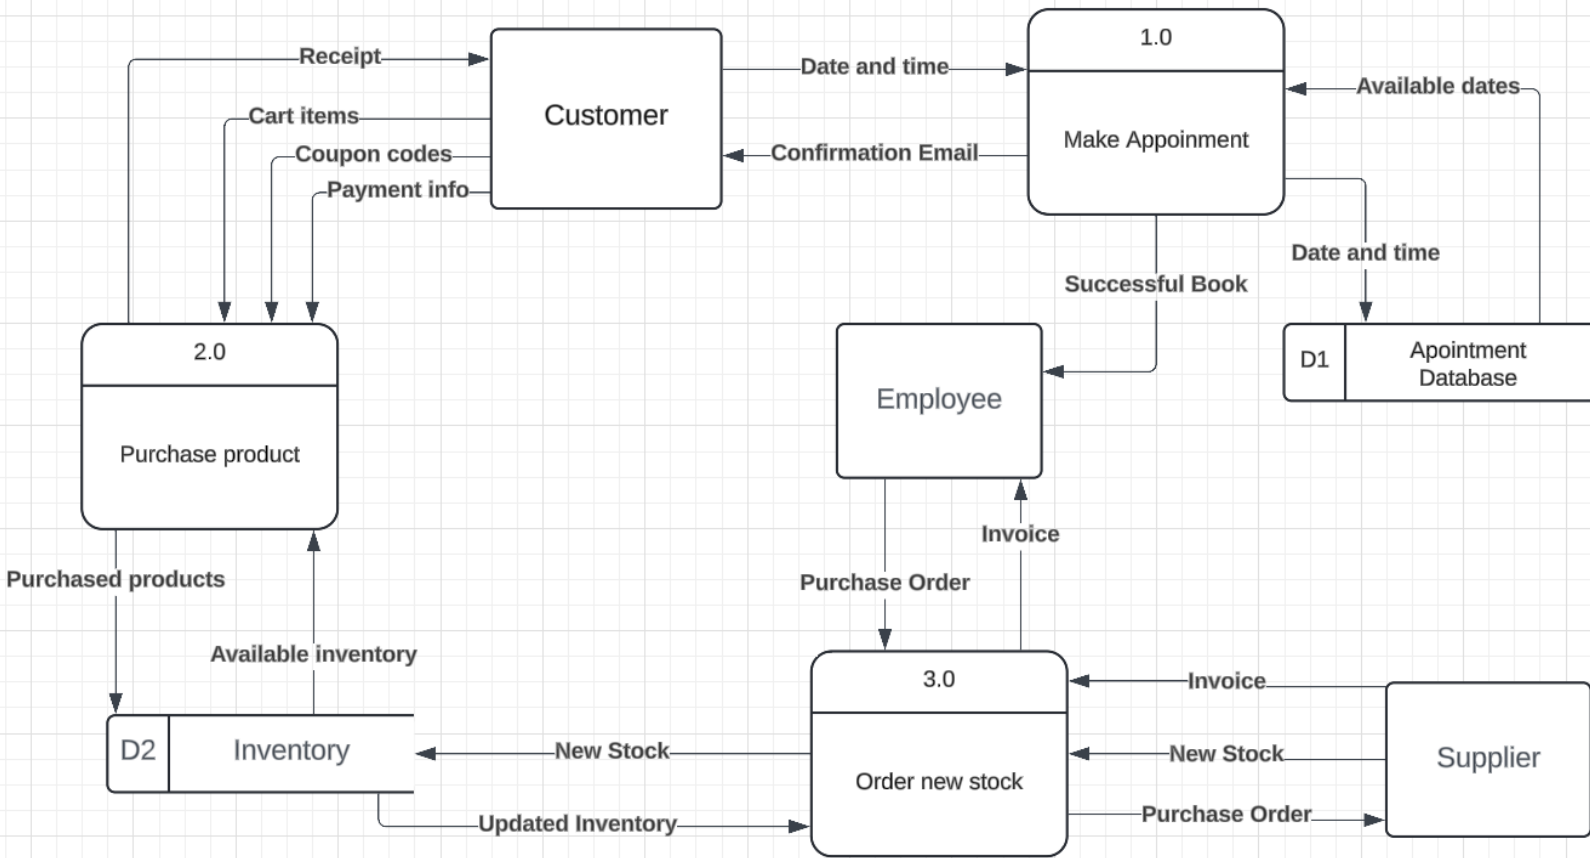 1.0
Receipt
Date and time
Available dates
Cart items
Customer
Make Appoinment
Coupon codes
Confirmation Email
Payment info
Date and time
Successful Book
2.0
D1
Apointment
Database
Employee
Purchase product
Invoice
Purchased products
Purchase Order
Available inventory
3.0
Invoice
D2
Inventory
New Stock
New Stock
Supplier
Order new stock
Purchase Order
Updated Inventory